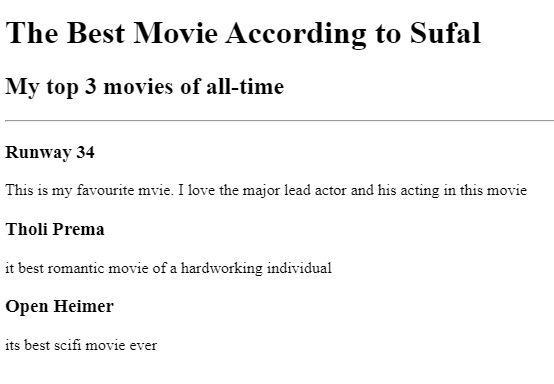 The Best Movie According to Sufal
My top 3 movies of all-time
Runway 34
This is my favourite mvie. I love the major lead actor and his acting in this movie
Tholi Prema
it best romantic movie of a hardworking individual
Open Heimer
its best scifi movie ever